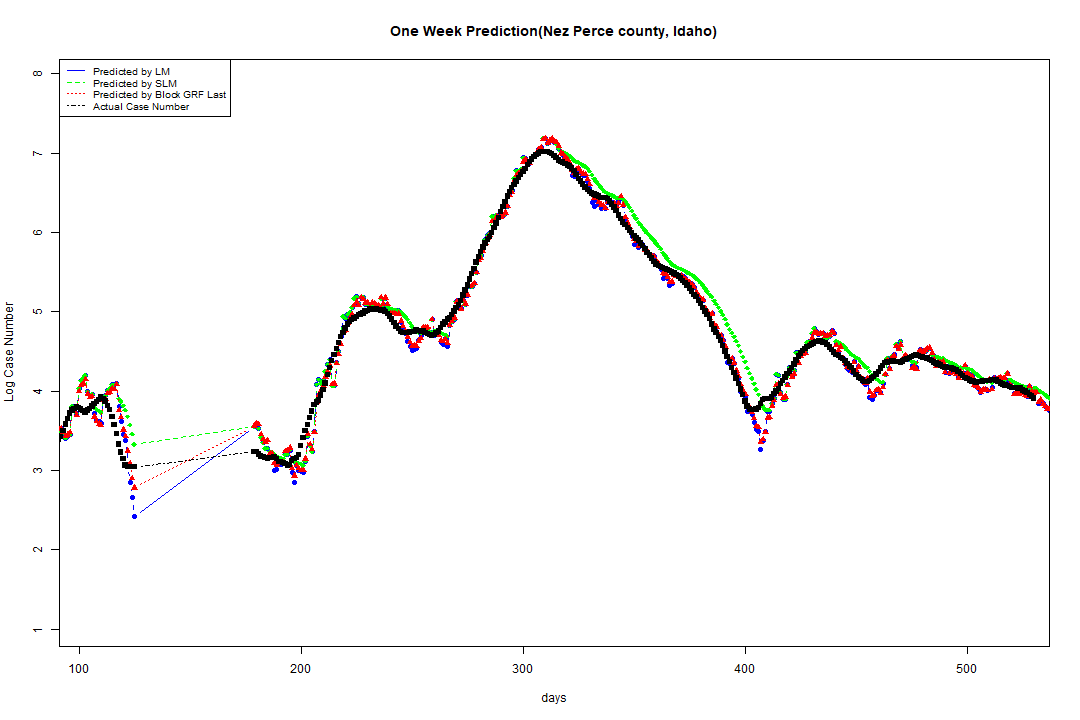 One Week Prediction(Nez Perce county, Idaho)
Predicted by LM
Predicted by SLM
Predicted by Block GRF Last
Actual Case Number
8
7
6
5
4
3
2
1
Log Case Number
100 200 300 400 500
days